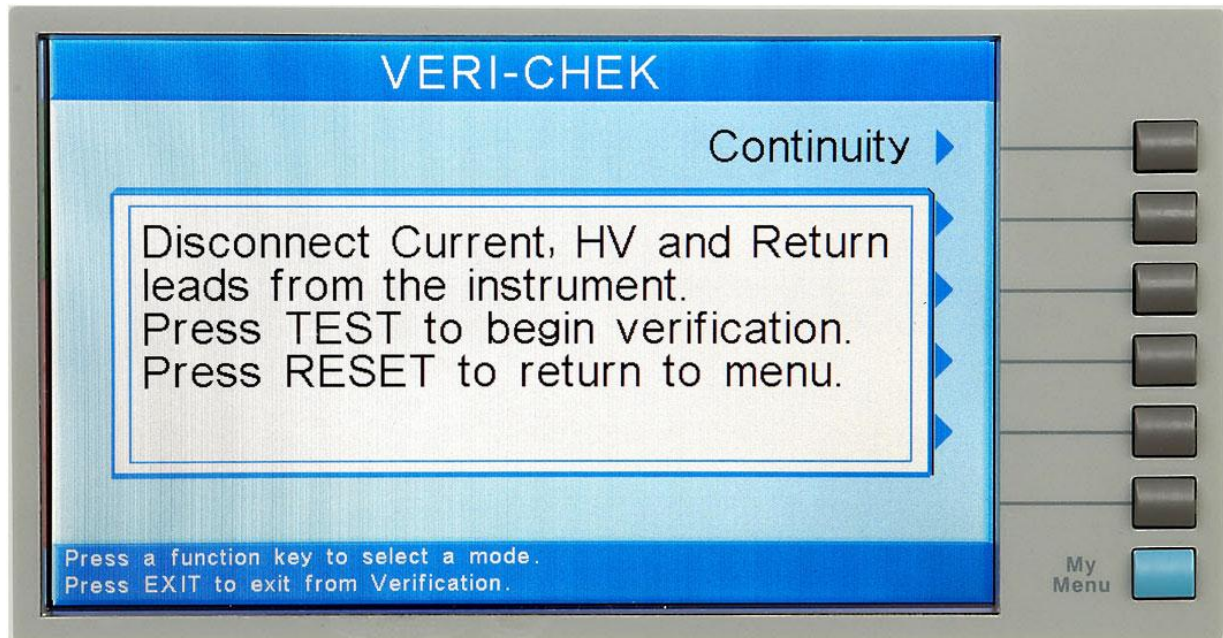 VERI-CHEK
Continuity
Disconnect Current, HV and Return
leads from the instrument.
Press TEST to begin verification.
Press RESET to return to menu.
Press a function key to select a mode.
Press EXIT to exit from Verification.
My
Menu